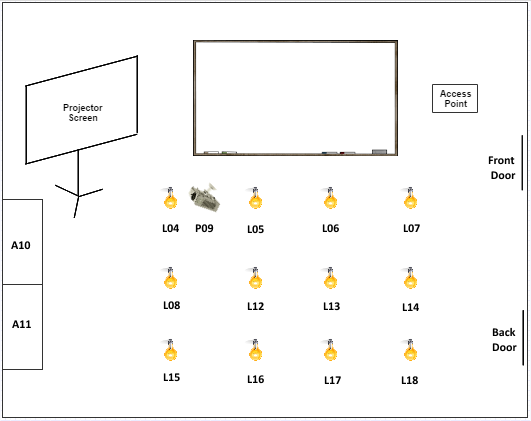 Projector
Screen
Access
Point
Front
Door
L04
P09
L05
L06
L07
A10
L08
L12
L13
L14
A11
Back
Door
L15
L16
L17
L18